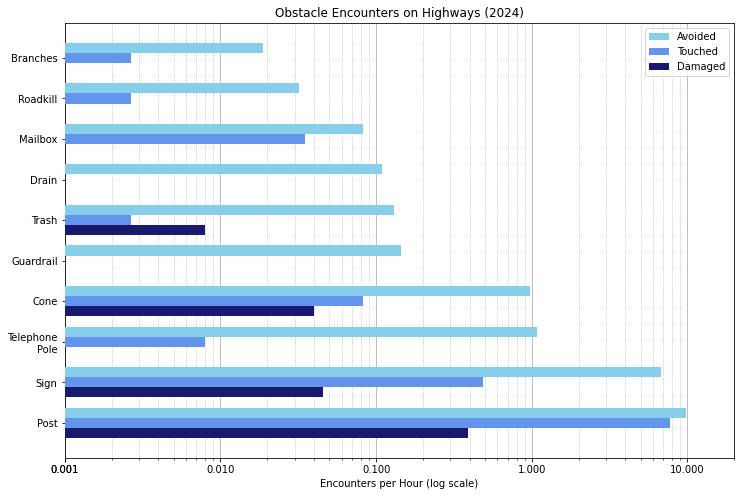 Obstacle Encounters on Highways (2024)
Avoided
Touched
Damaged
Branches
Roadkill
Mailbox
Drain
Trash
Guardrail
Cone
Telephone
Pole
Sign
Post
0.001 0.010 0.100 1.000 10.000
Encounters per Hour (log scale)